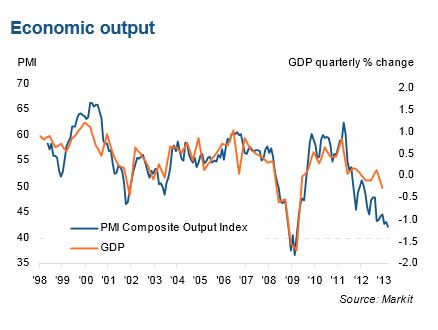 Economic output
PMI GDP quarterly % change
70
65
60
55
50
45
40
35
2.0
1.5
1.0
0.5
0.0
-0.5
-1.0
-1.5
-2.0
PMI Composite Output Index
GDP
'98 '99 '00 '01 '02 '03 '04 '05 '06 '07 '08 '09 '10 '11 '12 '13
Source: Markit